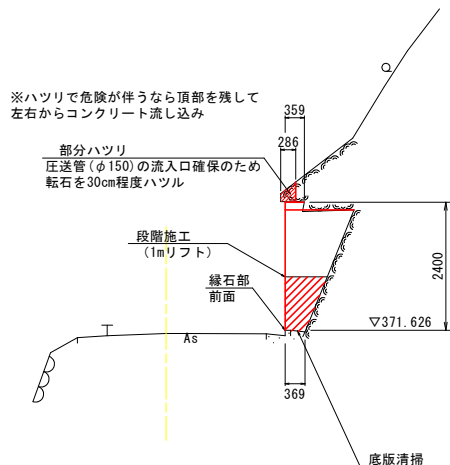 ※ハツリで危険が伴うなら頂部を残して
左右からコンクリート流し込み
359
286
部分ハツリ
圧送管(φ150)の流入口確保のため
転石を30cm程度ハツル
段階施工
(1mリフト)
2400
縁石部
前面
▽371.626
As
369
底版清掃